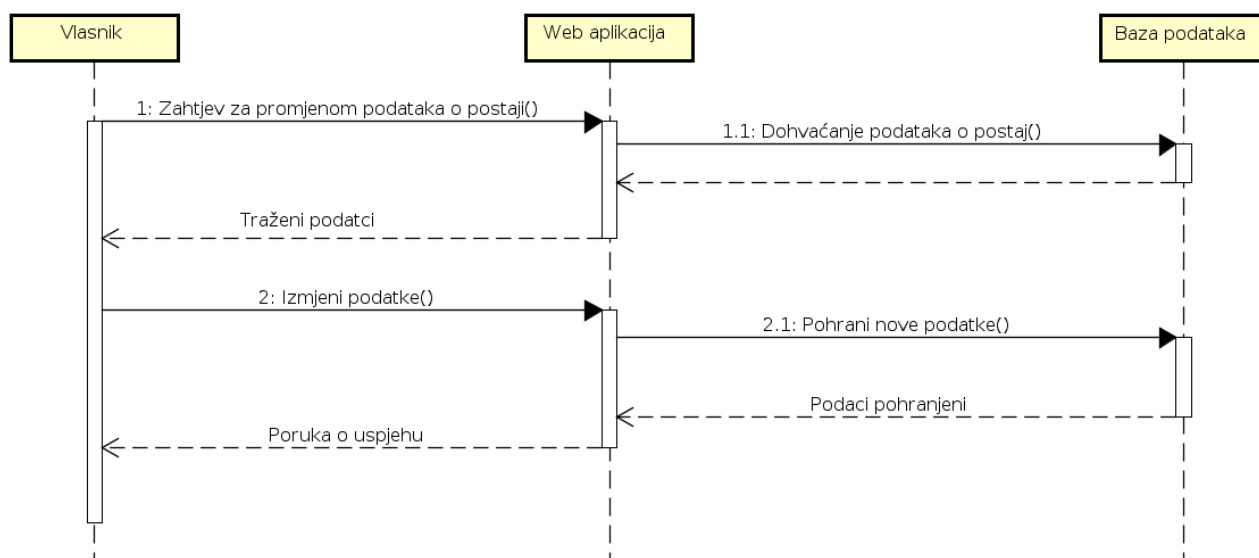 Vlasnik
Web aplikacija
Baza podataka
1: Zahtjev za promjenom podataka o postaji()
1.1: Dohvaćanje podataka o postaj()
Traženi podatci
2: Izmjeni podatke()
2.1: Pohrani nove podatke()
Podaci pohranjeni
Poruka o uspjehu